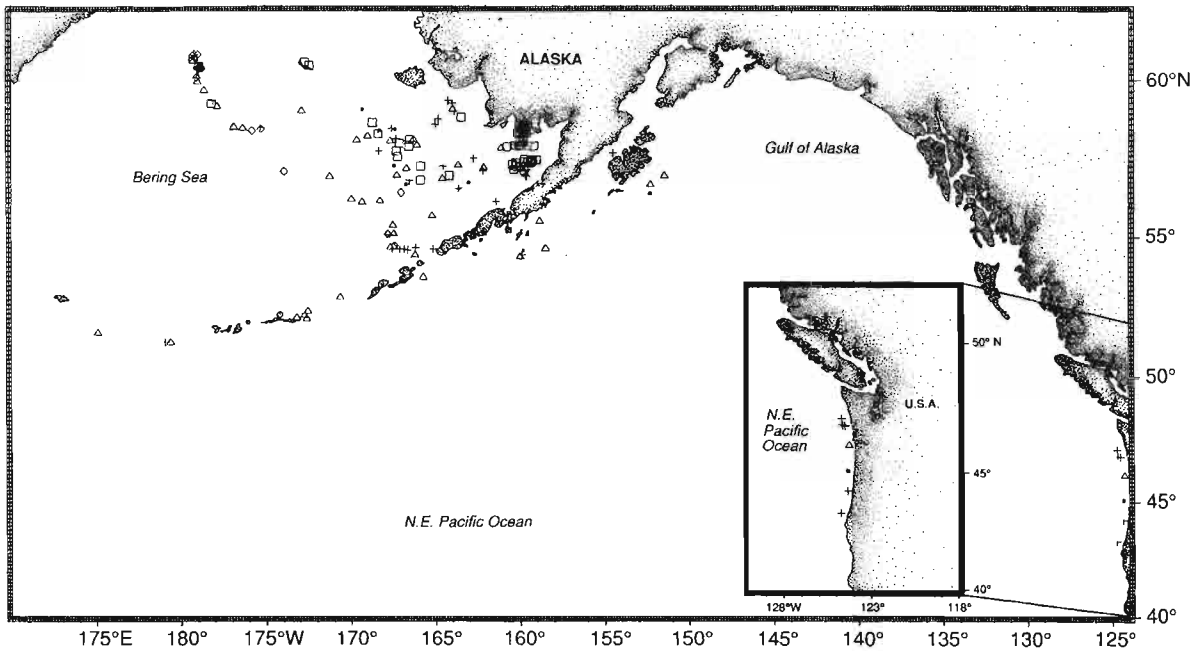 ALASKA
60°N
Gulf of Alaska
Bering Sea
55°
50° N
50°
U.S.A.
N.E.
Pacific
Ocean
45°
45°
N.E. Pacific Ocean
40°
128°W 123° 118°
40°
175°E 180° 175°W 170° 165° 160° 155° 150° 145° 140° 135° 130° 125°